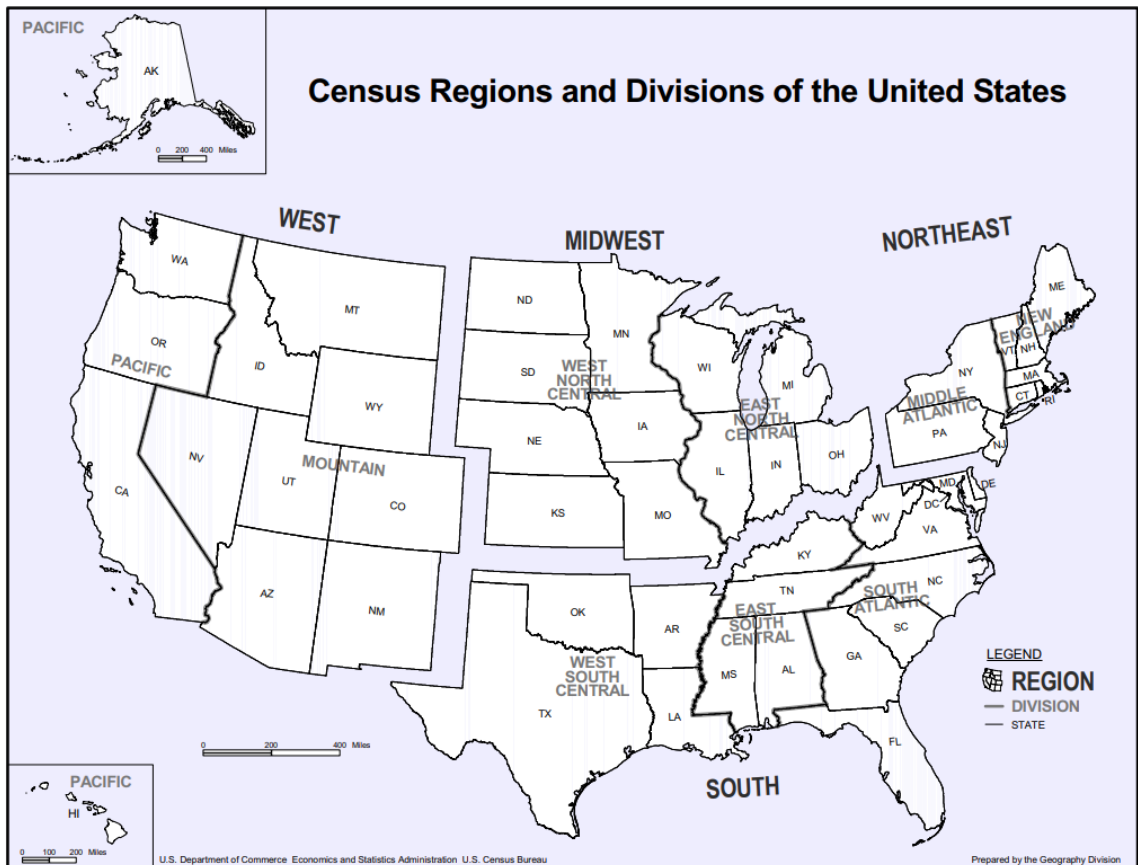 PACIFIC
AK
0 200 400 Miles
Census Regions and Divisions of the United States
WEST
MIDWEST
NORTHEAST
WA
MT
ND
MN
ME
OR
ID
SD
WI
MI
NY
VT
NH
NEW
ENGLAND
PACIFIC
WY
WEST
NORTH
CENTRAL
MA
CT
RI
MIDDLE
ATLANTIC
EAST
NORTH
CENTRAL
NE
IA
PA
NJ
NV
MOUNTAIN
UT
IL
IN
OH
CA
CO
KS
MO
MD
DE
DC
WV
VA
KY
AZ
NM
OK
AR
TN
NC
SOUTH
ATLANTIC
EAST
SOUTH
CENTRAL
SC
WEST
SOUTH
CENTRAL
MS
AL
GA
TX
LA
FL
LEGEND
REGION
DIVISION
STATE
0 200 400 Miles
SOUTH
PACIFIC
HI
0 100 200 Miles
U.S. Department of Commerce Economics and Statistics Administration U.S. Census Bureau
Prepared by the Geography Division